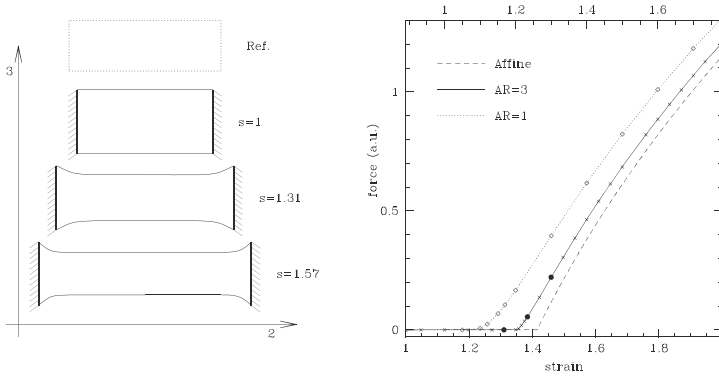 3
Ref.
s=1
s=1.31
s=1.57
2
1 1.2 1.4 1.6
Affine
AR=3
AR=1
1
0.5
0
force (a.u.)
1 1.2 1.4 1.6 1.8
strain